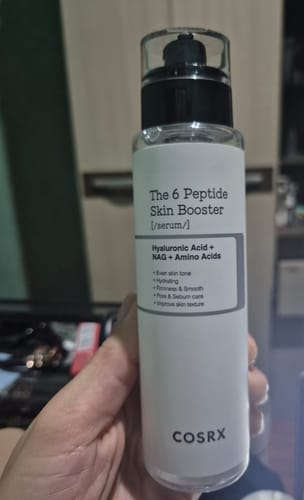 The 6 Peptide
Skin Booster
[/serum/]
Hyaluronic Acid +
NAG + Amino Acids
• Even skin tone
• Hydrating
• Firmness & Smooth
• Pore & Sebum care
• Improve skin texture
COSRX